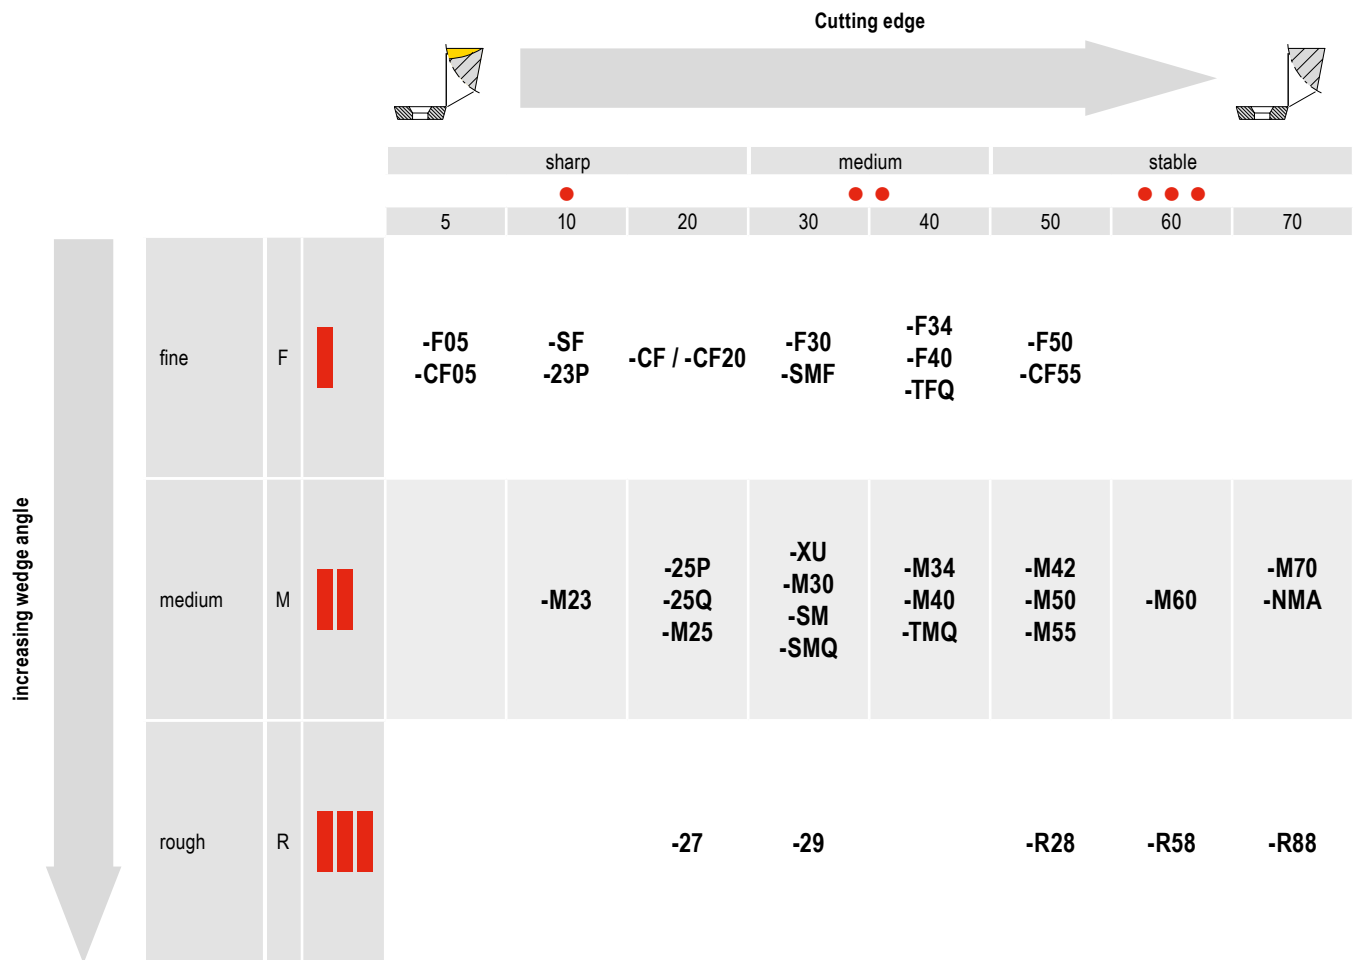 Cutting edge
sharp medium stable
5 10 20 30 40 50 60 70
increasing wedge angle
fine F
-F05
-CF05
-SF
-23P
-CF / -CF20
-F30
-SMF
-F34
-F40
-TFQ
-F50
-CF55
medium M
-M23
-25P
-25Q
-M25
-XU
-M30
-SM
-SMQ
-M34
-M40
-TMQ
-M42
-M50
-M55
-M60
-M70
-NMA
rough R
-27
-29
-R28
-R58
-R88